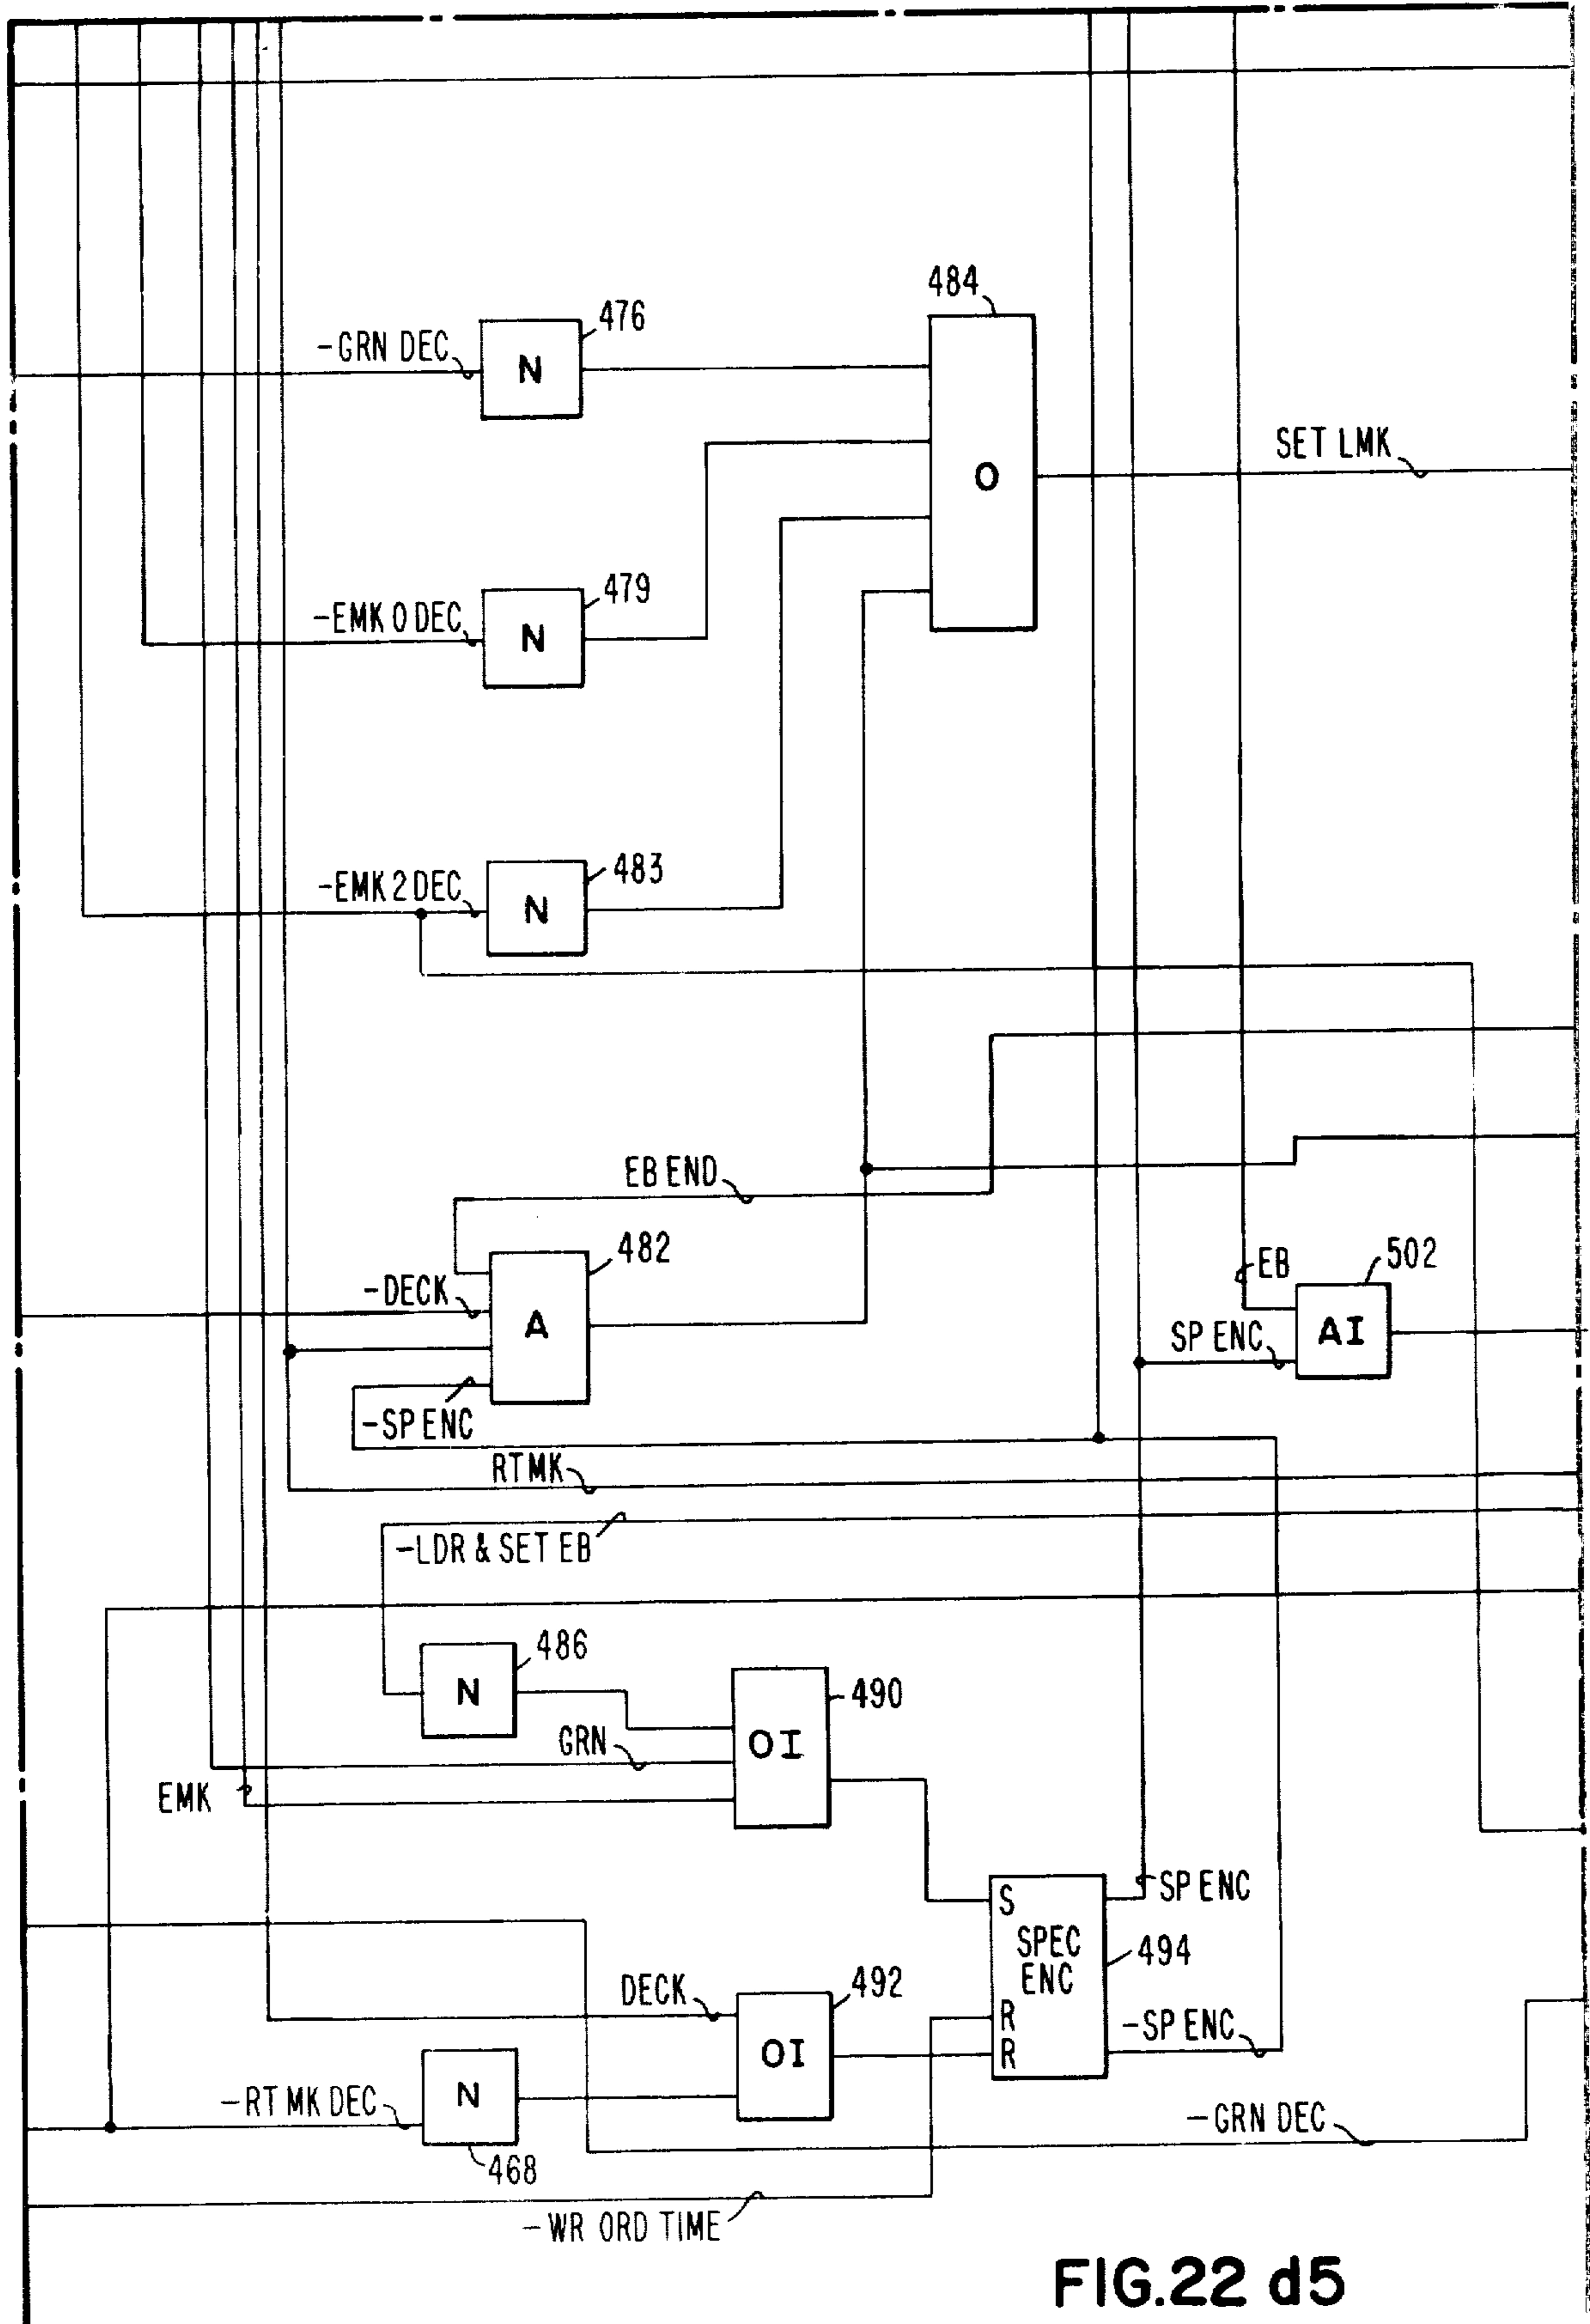 484
476
-GRN DEC
N
SET LMK
O
479
-EMK 0 DEC
N
483
-EMK 2 DEC
N
EB END
482
502
EB
-DECK
A
SP ENC
AI
-SP ENC
RT MK
-LDR & SET EB
486
490
N
GRN
OI
EMK
S
SP ENC
SPEC
ENC
494
492
DECK
R
-SP ENC
OI
R
N
-RT MK DEC
-GRN DEC
468
-WR ORD TIME
FIG.22 d5